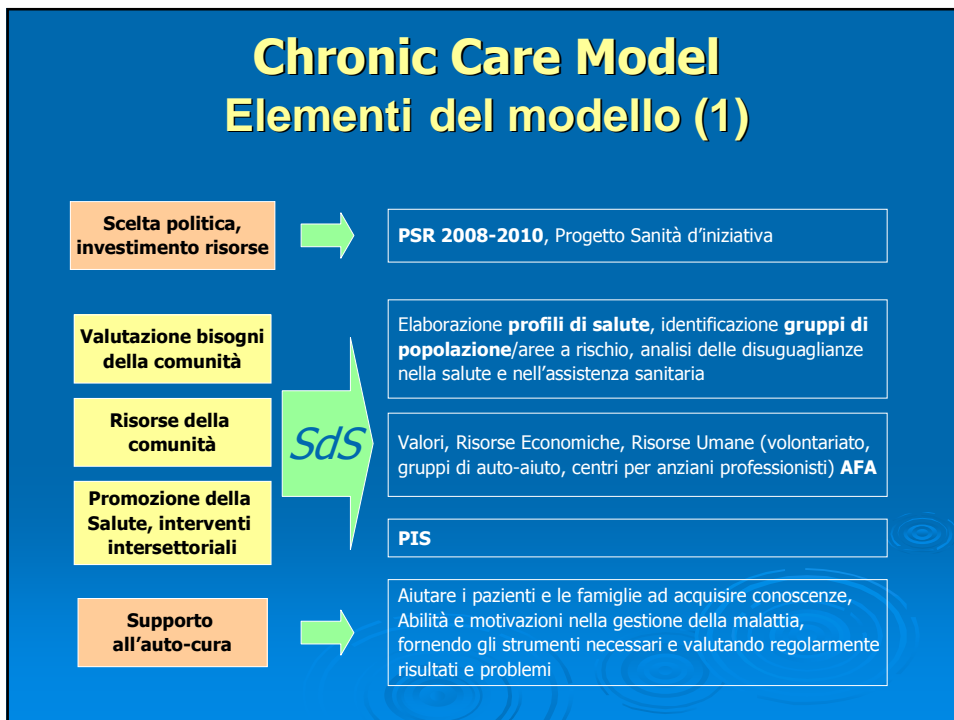 Chronic Care Model
Elementi del modello (1)
Scelta politica,
investimento risorse
PSR 2008-2010, Progetto Sanità d'iniziativa
Valutazione bisogni
della comunità
Elaborazione profili di salute, identificazione gruppi di
popolazione/aree a rischio, analisi delle disuguaglianze
nella salute e nell'assistenza sanitaria
Risorse della
comunità
SdS
Valori, Risorse Economiche, Risorse Umane (volontariato,
gruppi di auto-aiuto, centri per anziani professionisti) AFA
Promozione della
Salute, interventi
intersettoriali
PIS
Supporto
all'auto-cura
Aiutare i pazienti e le famiglie ad acquisire conoscenze,
Abilità e motivazioni nella gestione della malattia,
fornendo gli strumenti necessari e valutando regolarmente
risultati e problemi